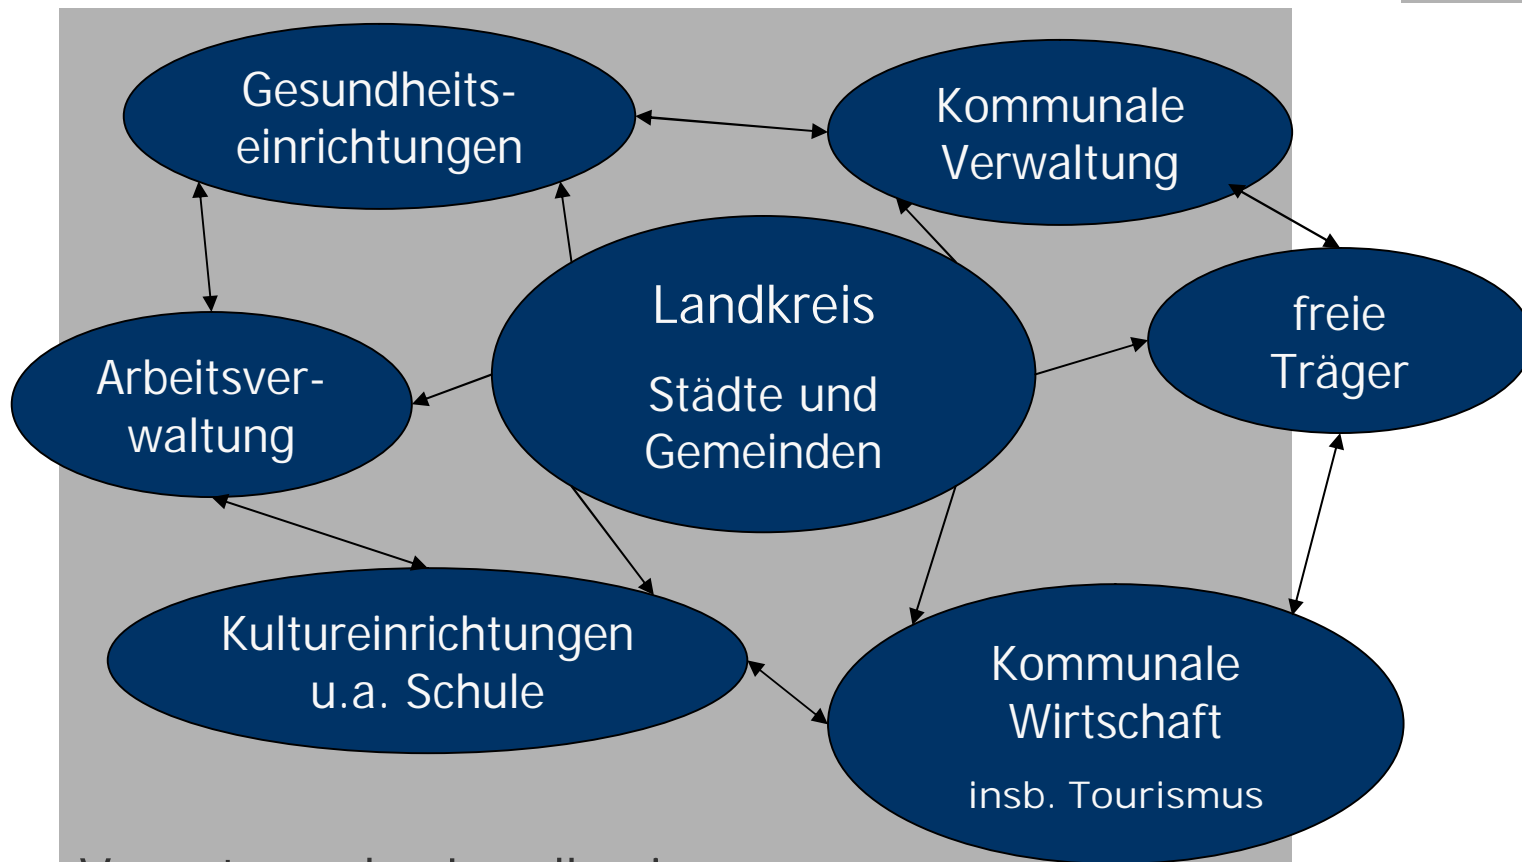 Gesundheits-
einrichtungen
Kommunale
Verwaltung
Landkreis
Städte und
Gemeinden
freie
Träger
Arbeitsver-
waltung
Kultureinrichtungen
u.a. Schule
Kommunale
Wirtschaft
insb. Tourismus